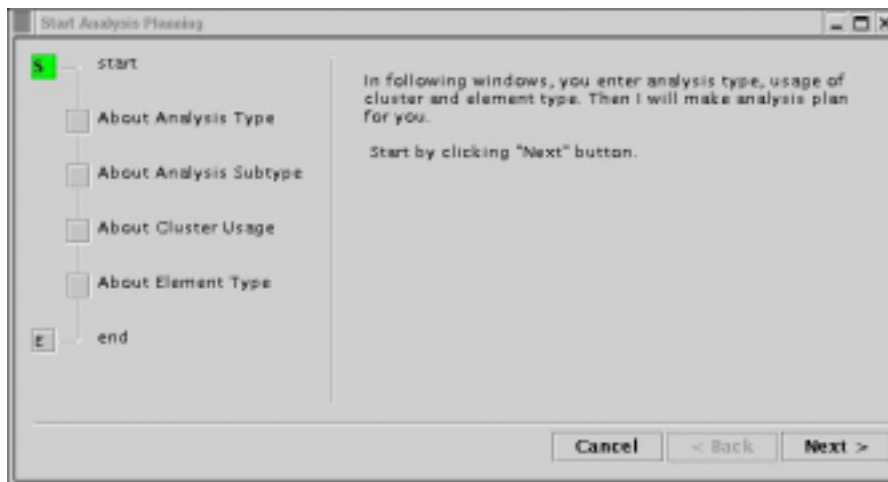 Start Analysis Planning
S
start
About Analysis Type
About Analysis Subtype
About Cluster Usage
About Element Type
E
end
In following windows, you enter analysis type, usage of
cluster and element type. Then I will make analysis plan
for you.
Start by clicking "Next" button.
Cancel
< Back
Next >